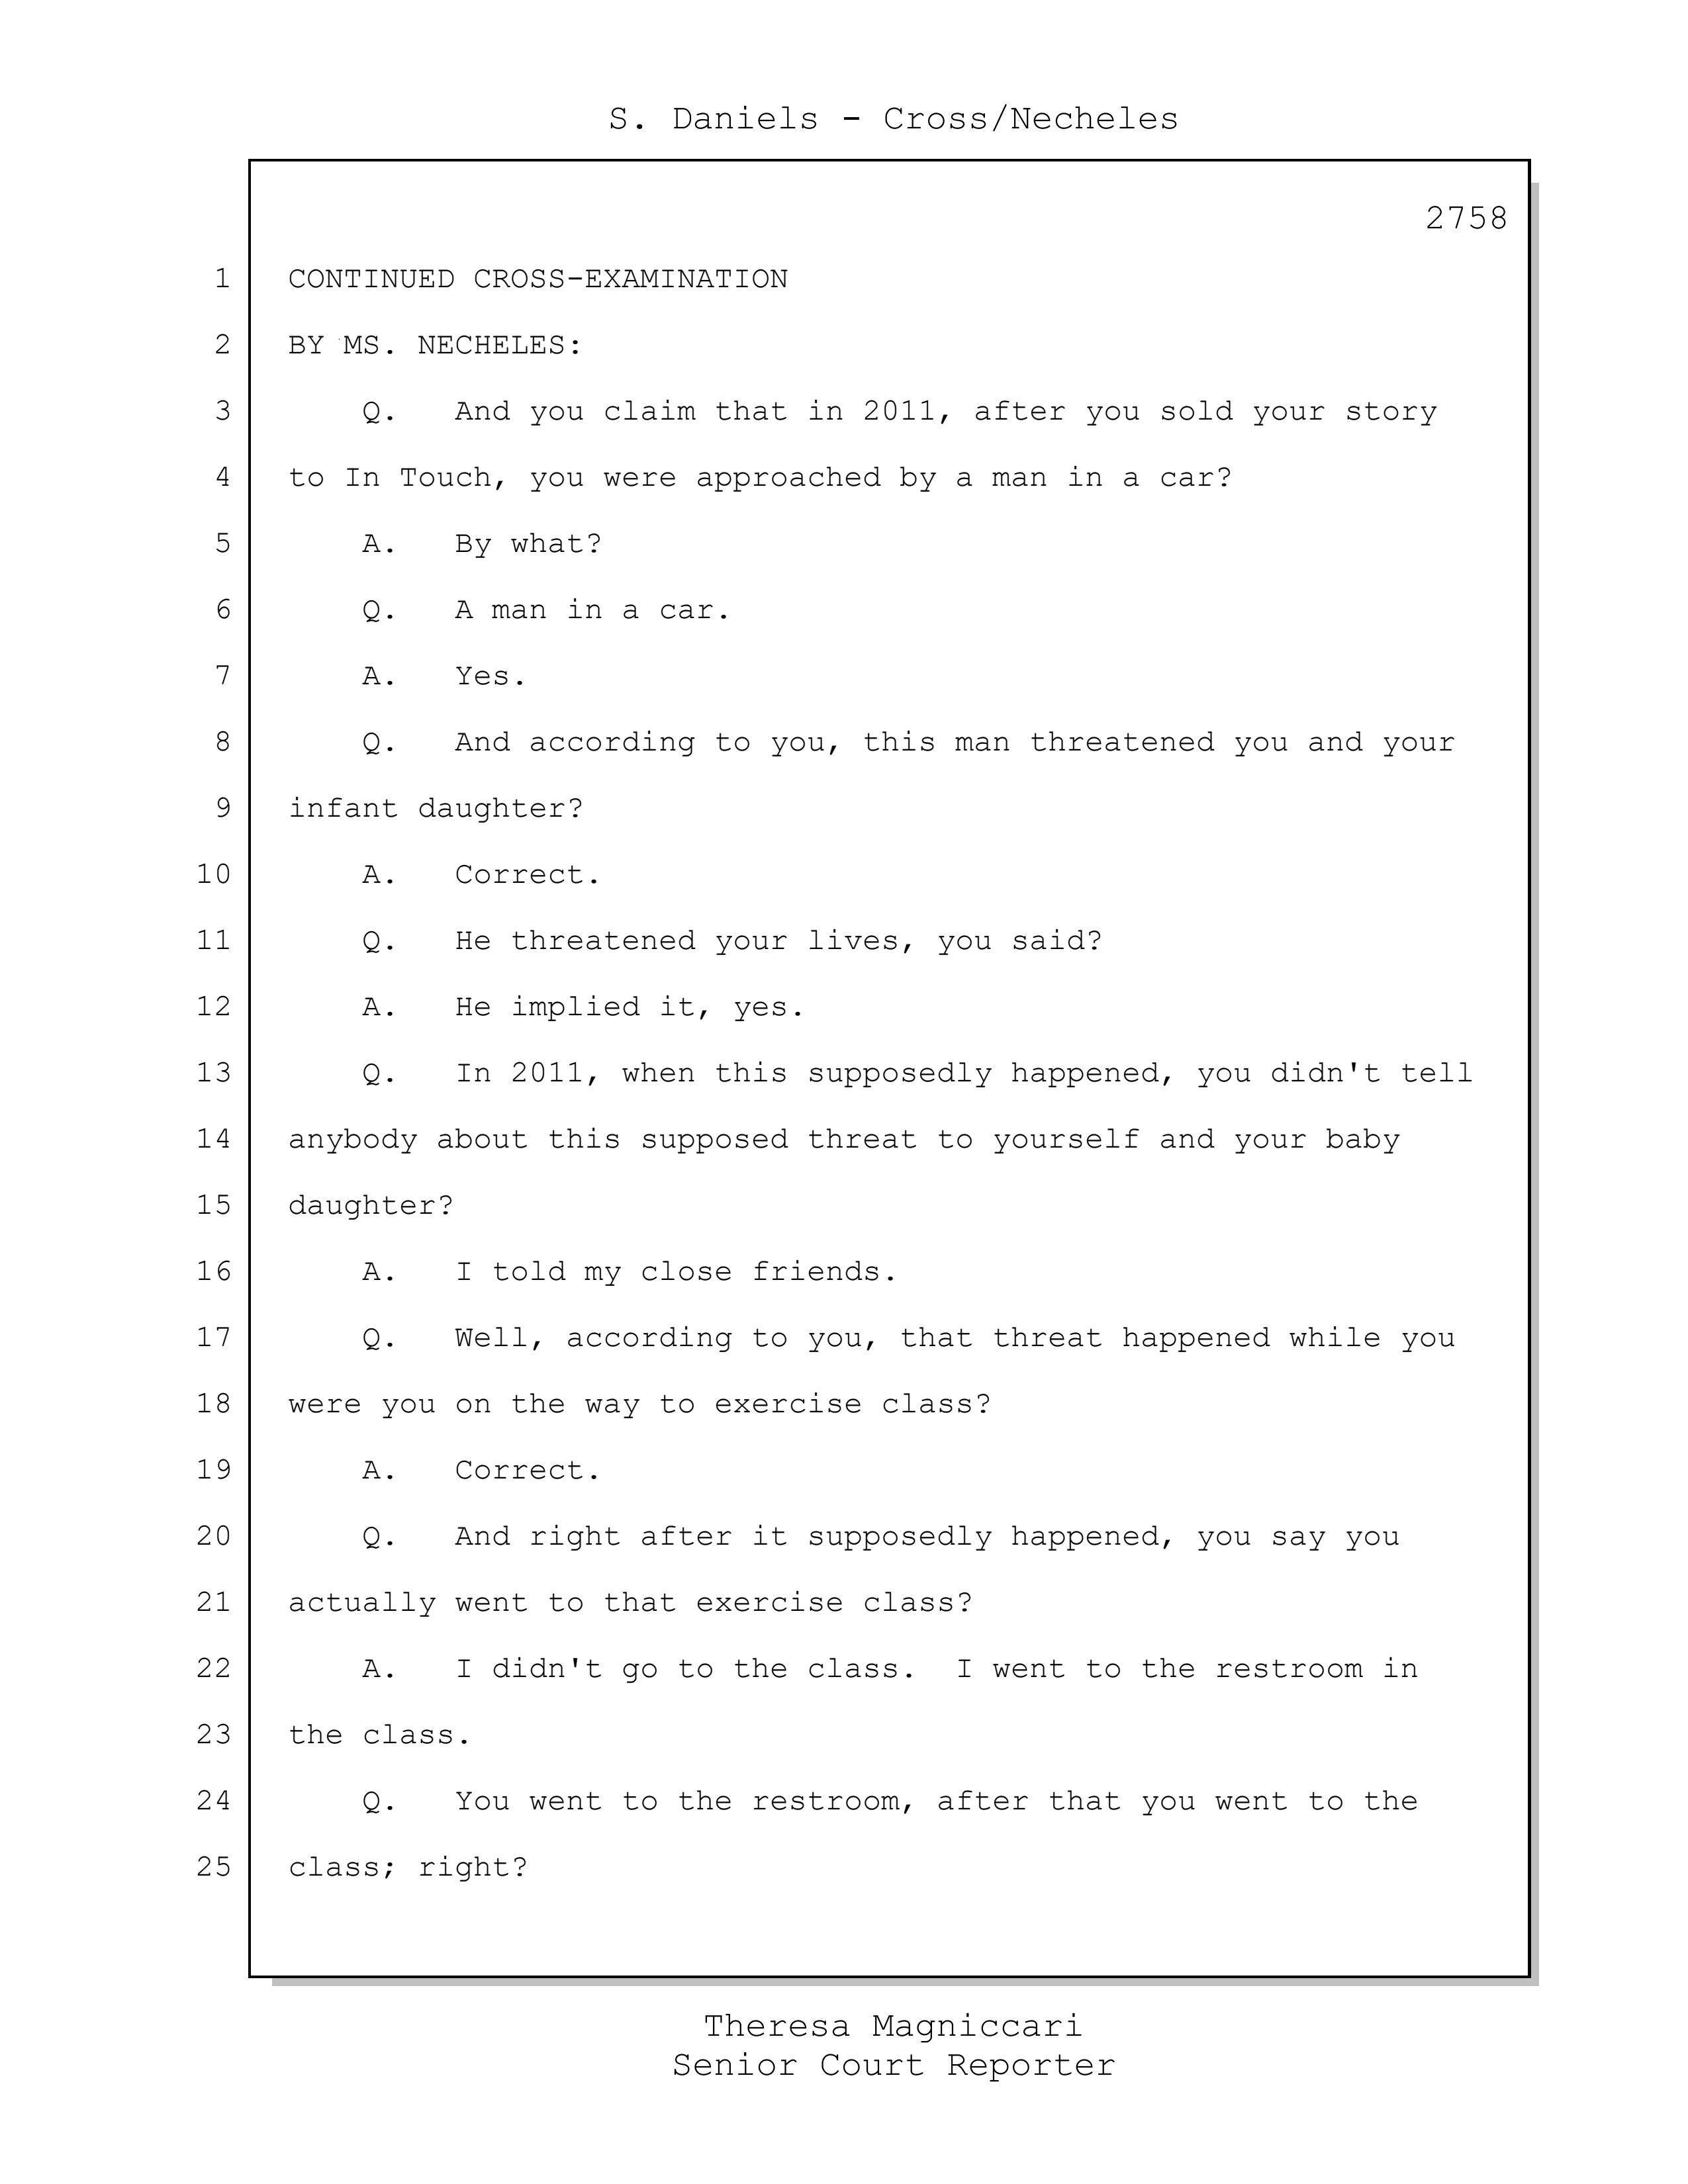 S. Daniels - Cross/Necheles
2758
1 CONTINUED CROSS-EXAMINATION
2 BY MS. NECHELES:
3 Q. And you claim that in 2011, after you sold your story
4 to In Touch, you were approached by a man in a car?
5 A. By what?
6 Q. A man in a car.
7 A. Yes.
8 Q. And according to you, this man threatened you and your
9 infant daughter?
10 A. Correct.
11 Q. He threatened your lives, you said?
12 A. He implied it, yes.
13 Q. In 2011, when this supposedly happened, you didn't tell
14 anybody about this supposed threat to yourself and your baby
15 daughter?
16 A. I told my close friends.
17 Q. Well, according to you, that threat happened while you
18 were you on the way to exercise class?
19 A. Correct.
20 Q. And right after it supposedly happened, you say you
21 actually went to that exercise class?
22 A. I didn't go to the class. I went to the restroom in
23 the class.
24 Q. You went to the restroom, after that you went to the
25 class; right?
Theresa Magniccari
Senior Court Reporter